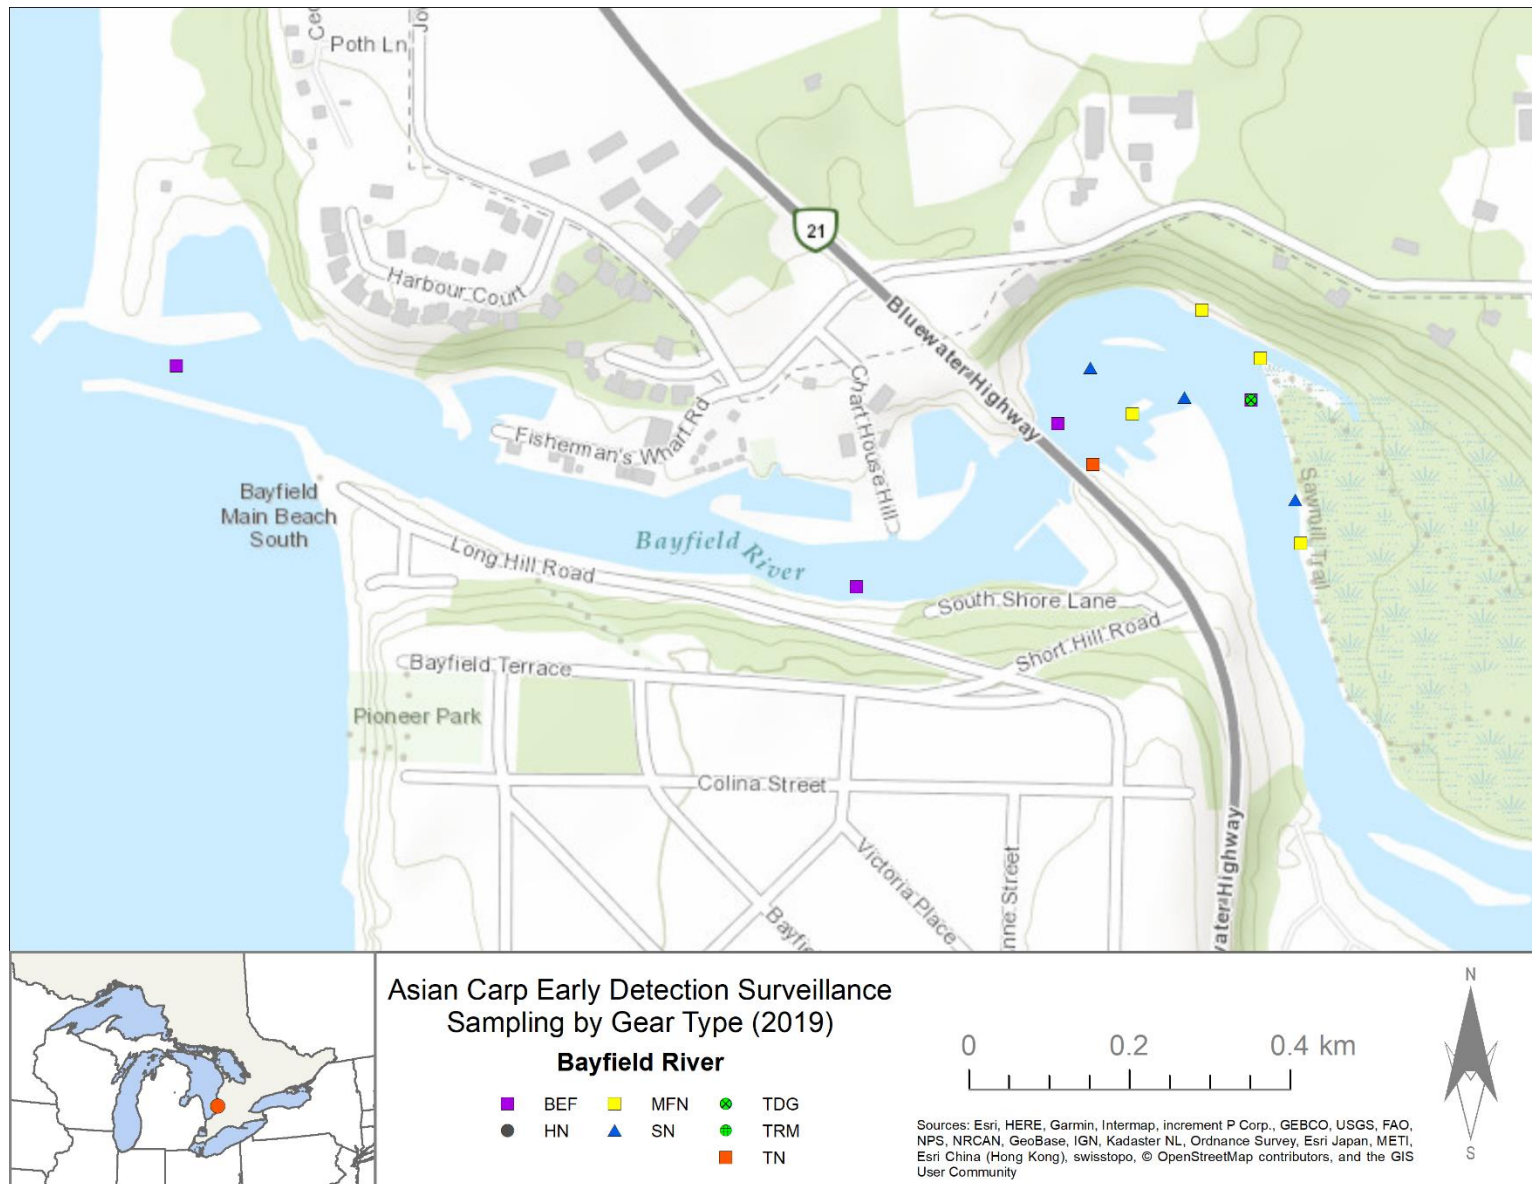 Poth Ln
Harbour Court
21
Bluewater Highway
Fisherman's Wharf Rd
Chart House Hill
Bayfield
Main Beach
South
Long Hill Road
Bayfield River
Sawmill Trail
South Shore Lane
Short Hill Road
Bayfield Terrace
Pioneer Park
Colina Street
Victoria Place
Asian Carp Early Detection Surveillance
Sampling by Gear Type (2019)
Bayfield River
BEF MFN TDG
HN SN TRM
TN
0 0.2 0.4 km
N
S
Sources: Esri, HERE, Garmin, Intermap, increment P Corp., GEBCO, USGS, FAO,
NPS, NRCAN, GeoBase, IGN, Kadaster NL, Ordnance Survey, Esri Japan, METI,
Esri China (Hong Kong), swisstopo, © OpenStreetMap contributors, and the GIS
User Community